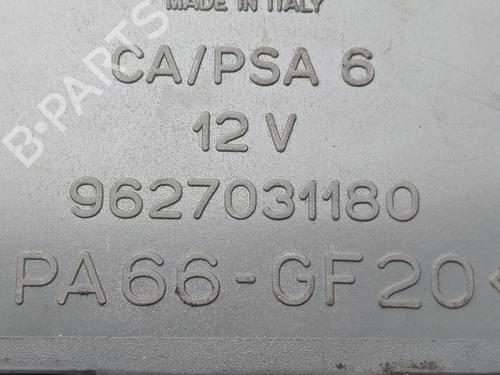 MADE IN ITALY
CA/PSA 6
12 V
9627031180
PA66-GF20<
B-PARTS